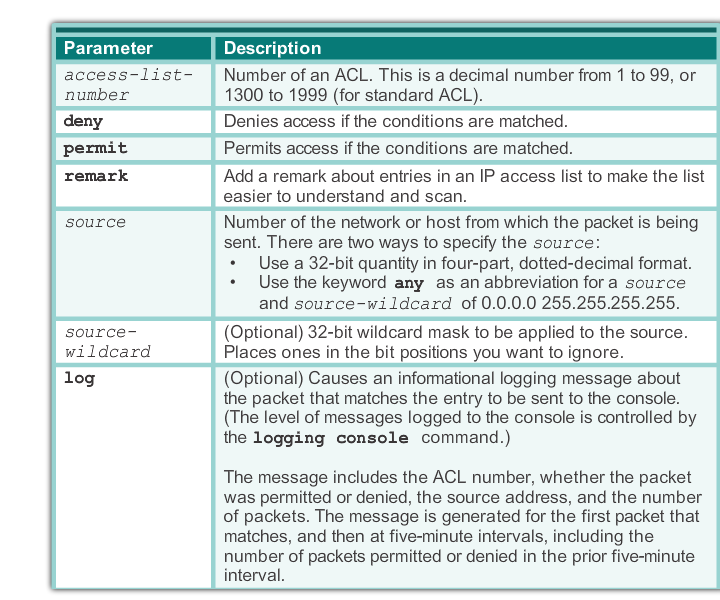 Parameter Description
access-list-
number
Number of an ACL. This is a decimal number from 1 to 99, or
1300 to 1999 (for standard ACL).
deny Denies access if the conditions are matched.
permit Permits access if the conditions are matched.
remark Add a remark about entries in an IP access list to make the list
easier to understand and scan.
source Number of the network or host from which the packet is being
sent. There are two ways to specify the source:
• Use a 32-bit quantity in four-part, dotted-decimal format.
• Use the keyword any as an abbreviation for a source
and source-wildcard of 0.0.0.0 255.255.255.255.
source-
wildcard
(Optional) 32-bit wildcard mask to be applied to the source.
Places ones in the bit positions you want to ignore.
log (Optional) Causes an informational logging message about
the packet that matches the entry to be sent to the console.
(The level of messages logged to the console is controlled by
the logging console command.)
The message includes the ACL number, whether the packet
was permitted or denied, the source address, and the number
of packets. The message is generated for the first packet that
matches, and then at five-minute intervals, including the
number of packets permitted or denied in the prior five-minute
interval.